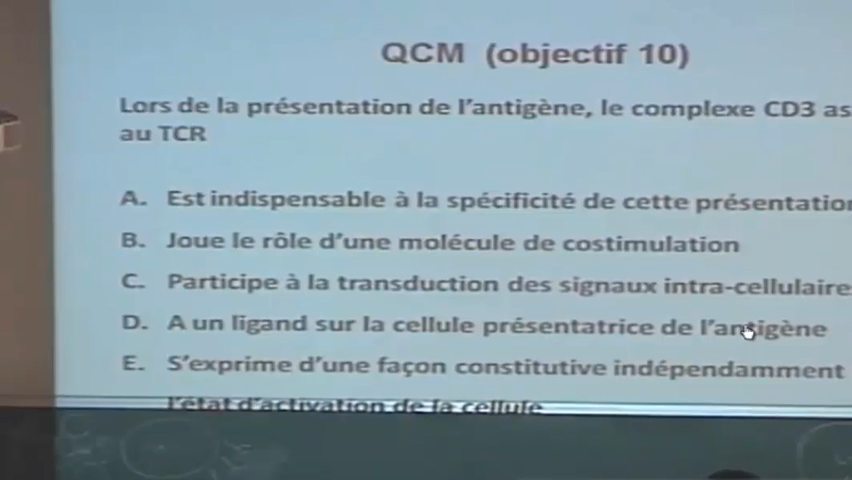 QCM (objectif 10)
Lors de la présentation de l'antigène, le complexe CD3 as
au TCR
A. Est indispensable à la spécificité de cette présentation
B. Joue le rôle d'une molécule de costimulation
C. Participe à la transduction des signaux intra-cellulaire
D. A un ligand sur la cellule présentatrice de l'antigène
E. S'exprime d'une façon constitutive indépendamment
l'état d'activation de la cellule